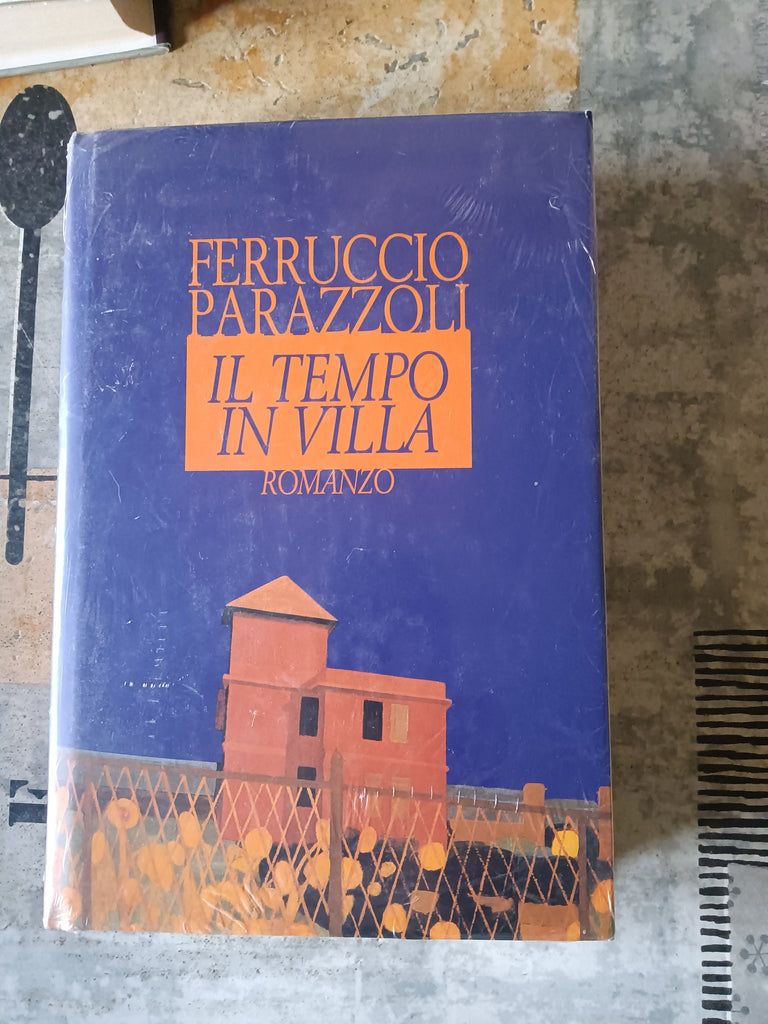 FERRUCCIO
PARAZZOLI
IL TEMPO
IN VILLA
ROMANZO